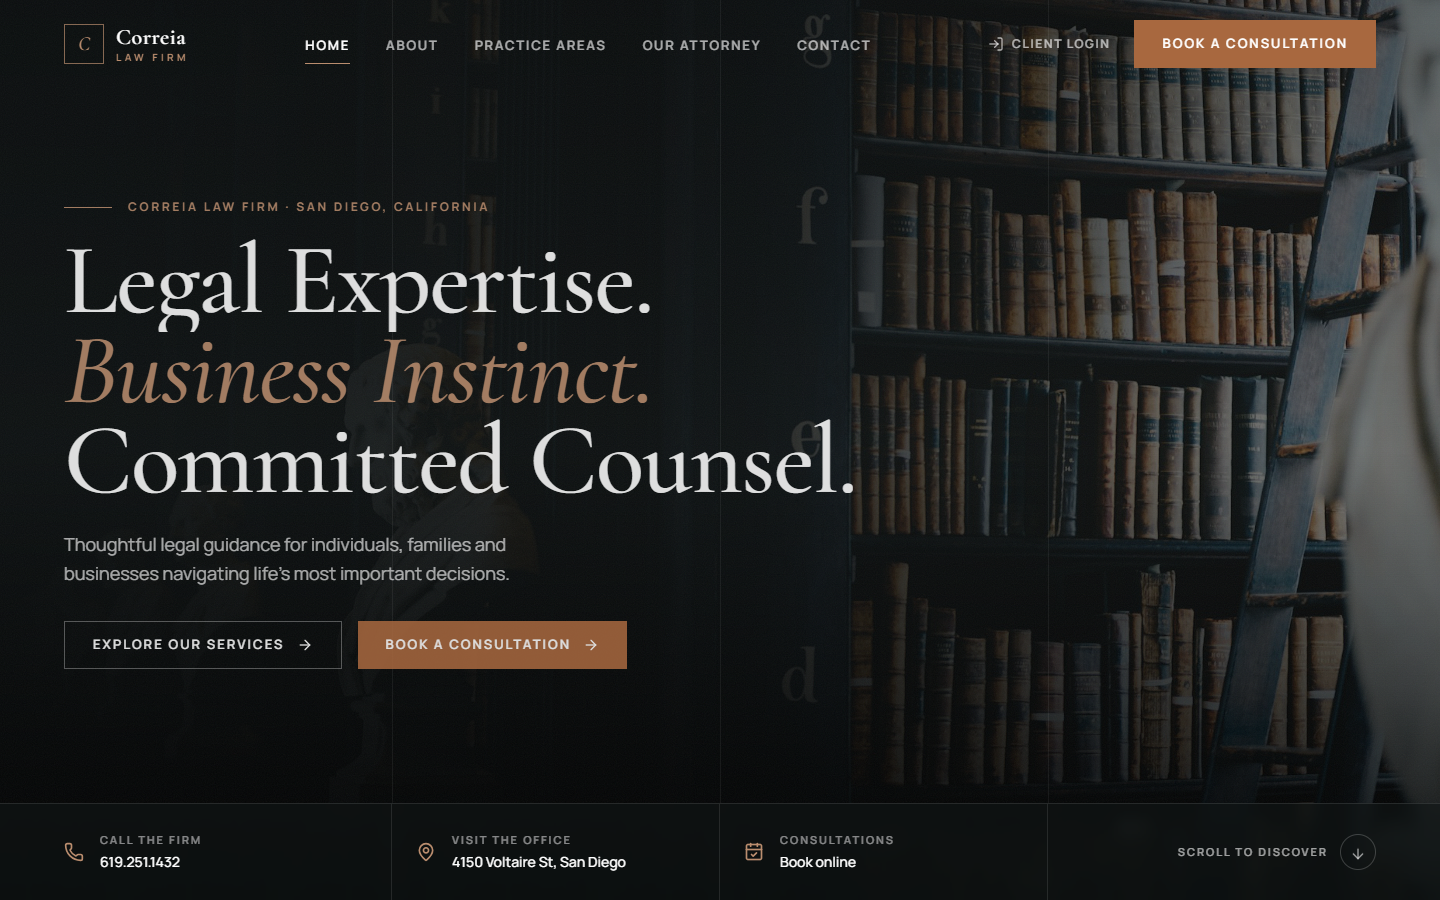 C
Correia
LAW FIRM
HOME
ABOUT
PRACTICE AREAS
OUR ATTORNEY
CONTACT
CLIENT LOGIN
BOOK A CONSULTATION
k
i
h
g
g
f
e
d
CORREIA LAW FIRM · SAN DIEGO, CALIFORNIA
Legal Expertise.
Business Instinct.
Committed Counsel.
Thoughtful legal guidance for individuals, families and
businesses navigating life's most important decisions.
EXPLORE OUR SERVICES
BOOK A CONSULTATION
CALL THE FIRM
619.251.1432
VISIT THE OFFICE
4150 Voltaire St, San Diego
CONSULTATIONS
Book online
SCROLL TO DISCOVER